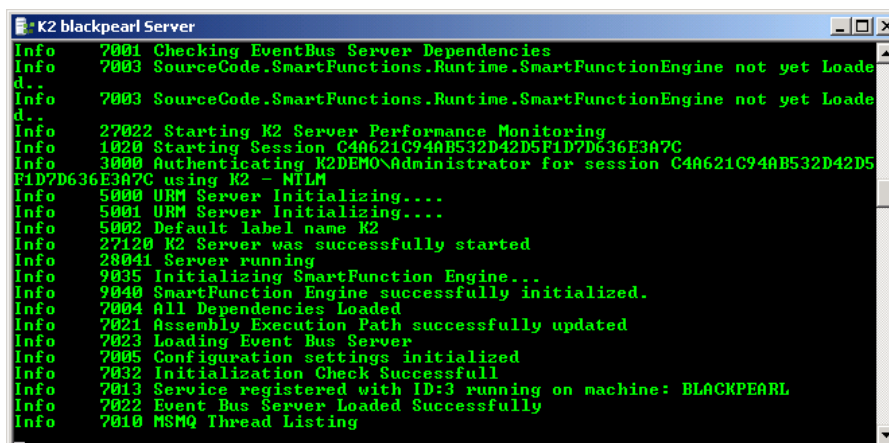 K2 blackpearl Server
Info 7001 Checking EventBus Server Dependencies
Info 7003 SourceCode.SmartFunctions.Runtime.SmartFunctionEngine not yet Loade
d..
Info 7003 SourceCode.SmartFunctions.Runtime.SmartFunctionEngine not yet Loade
d..
Info 27022 Starting K2 Server Performance Monitoring
Info 1020 Starting Session C4A621C94AB532D42D5F1D7D636E3A7C
Info 3000 Authenticating K2DEMO\Administrator for session C4A621C94AB532D42D5
F1D7D636E3A7C using K2 - NTLM
Info 5000 URM Server Initializing....
Info 5001 URM Server Initializing....
Info 5002 Default label name K2
Info 27120 K2 Server was successfully started
Info 28041 Server running
Info 9035 Initializing SmartFunction Engine...
Info 9040 SmartFunction Engine successfully initialized.
Info 7004 All Dependencies Loaded
Info 7021 Assembly Execution Path successfully updated
Info 7023 Loading Event Bus Server
Info 7005 Configuration settings initialized
Info 7032 Initialization Check Successfull
Info 7013 Service registered with ID:3 running on machine: BLACKPEARL
Info 7022 Event Bus Server Loaded Successfully
Info 7010 MSMQ Thread Listing